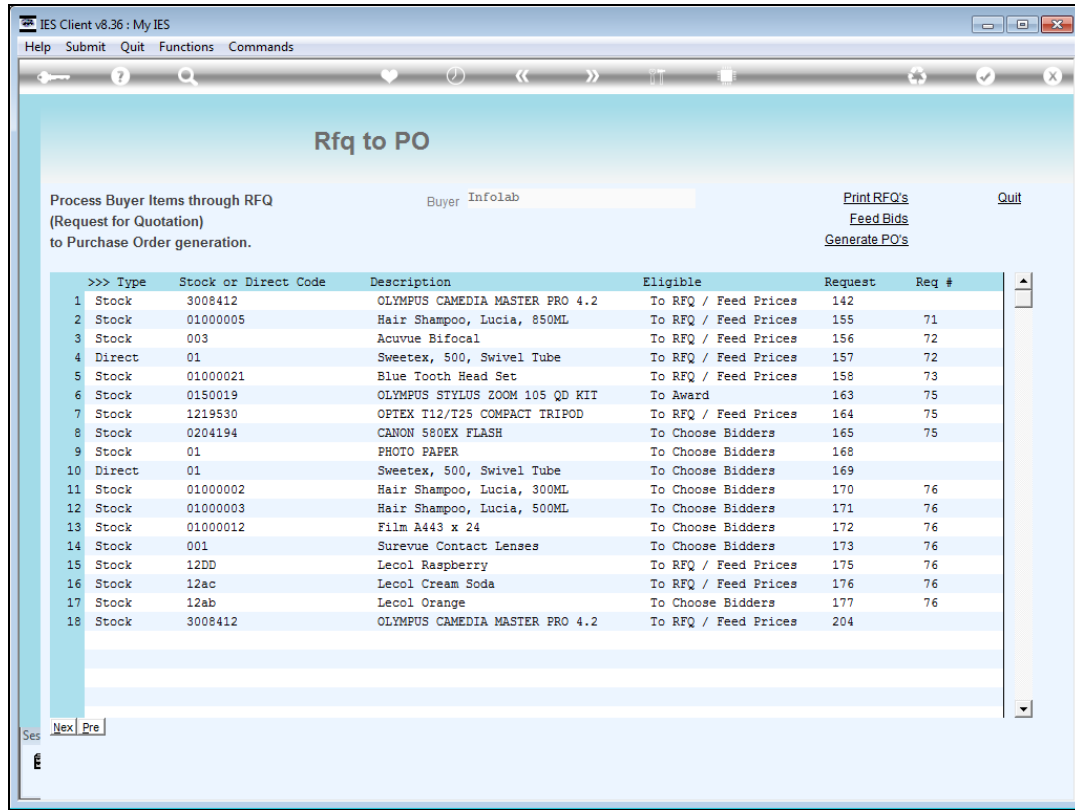 IES Client v8.36 : My IES
Help Submit Quit Functions Commands
Rfq to PO
Process Buyer Items through RFQ
(Request for Quotation)
to Purchase Order generation.
Buyer Infolab
Print RFQ's
Feed Bids
Generate PO's
Quit
>>> Type Stock or Direct Code Description Eligible Request Req #
1 Stock 3008412 OLYMPUS CAMEDIA MASTER PRO 4.2 To RFQ / Feed Prices 142
2 Stock 01000005 Hair Shampoo, Lucia, 850ML To RFQ / Feed Prices 155 71
3 Stock 003 Acuvue Bifocal To RFQ / Feed Prices 156 72
4 Direct 01 Sweetex, 500, Swivel Tube To RFQ / Feed Prices 157 72
5 Stock 01000021 Blue Tooth Head Set To RFQ / Feed Prices 158 73
6 Stock 0150019 OLYMPUS STYLUS ZOOM 105 QD KIT To Award 163 75
7 Stock 1219530 OPTEX T12/T25 COMPACT TRIPOD To RFQ / Feed Prices 164 75
8 Stock 0204194 CANON 580EX FLASH To Choose Bidders 165 75
9 Stock 01 PHOTO PAPER To Choose Bidders 168
10 Direct 01 Sweetex, 500, Swivel Tube To Choose Bidders 169
11 Stock 01000002 Hair Shampoo, Lucia, 300ML To Choose Bidders 170 76
12 Stock 01000003 Hair Shampoo, Lucia, 500ML To Choose Bidders 171 76
13 Stock 01000012 Film A443 x 24 To Choose Bidders 172 76
14 Stock 001 Surevue Contact Lenses To Choose Bidders 173 76
15 Stock 12DD Lecol Raspberry To RFQ / Feed Prices 175 76
16 Stock 12ac Lecol Cream Soda To RFQ / Feed Prices 176 76
17 Stock 12ab Lecol Orange To Choose Bidders 177 76
18 Stock 3008412 OLYMPUS CAMEDIA MASTER PRO 4.2 To RFQ / Feed Prices 204
Nex Pre
Ses